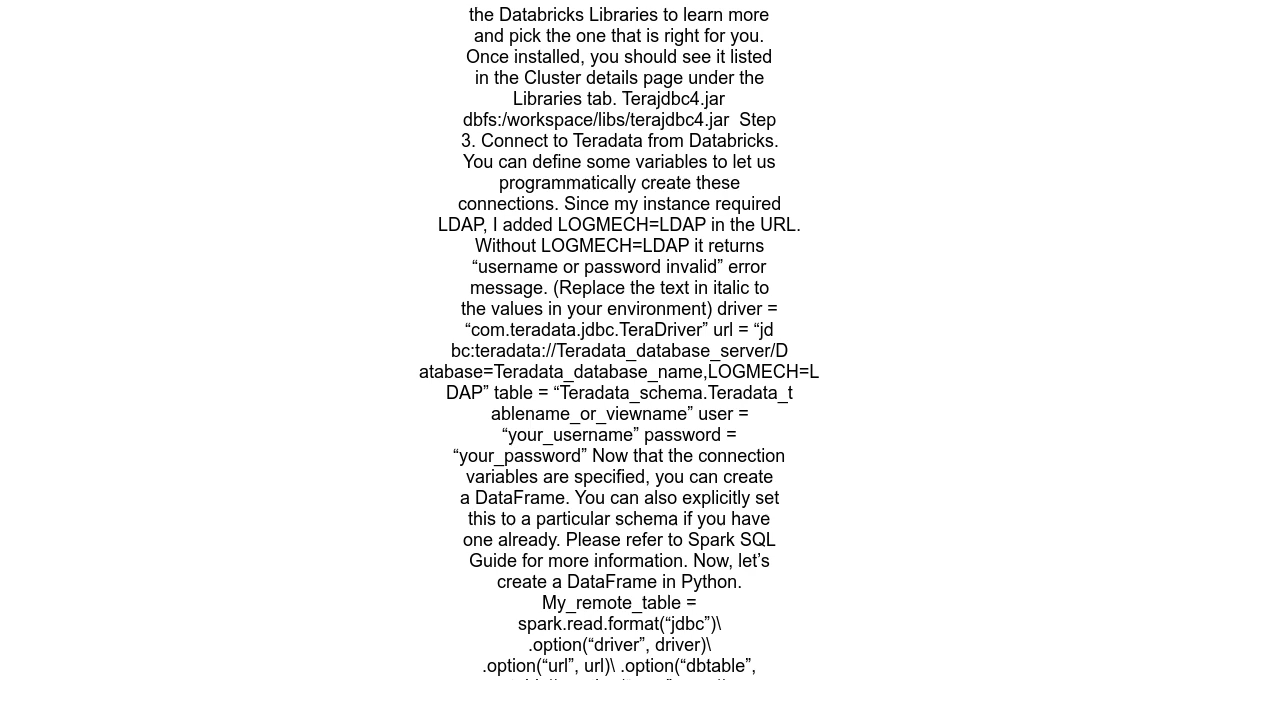 the Databricks Libraries to learn more
and pick the one that is right for you.
Once installed, you should see it listed
in the Cluster details page under the
Libraries tab. Terajdbc4.jar
dbfs:/workspace/libs/terajdbc4.jar  Step
3. Connect to Teradata from Databricks.
You can define some variables to let us
programmatically create these
connections. Since my instance required
LDAP, I added LOGMECH=LDAP in the URL.
Without LOGMECH=LDAP it returns
“username or password invalid” error
message. (Replace the text in italic to
the values in your environment) driver =
“com.teradata.jdbc.TeraDriver” url = “jd
bc:teradata://Teradata_database_server/D
atabase=Teradata_database_name,LOGMECH=L
DAP” table = “Teradata_schema.Teradata_t
ablename_or_viewname” user =
“your_username” password =
“your_password” Now that the connection
variables are specified, you can create
a DataFrame. You can also explicitly set
this to a particular schema if you have
one already. Please refer to Spark SQL
Guide for more information. Now, let’s
create a DataFrame in Python.
My_remote_table =
spark.read.format(“jdbc”)\
.option(“driver”, driver)\
.option(“url”, url)\ .option(“dbtable”,